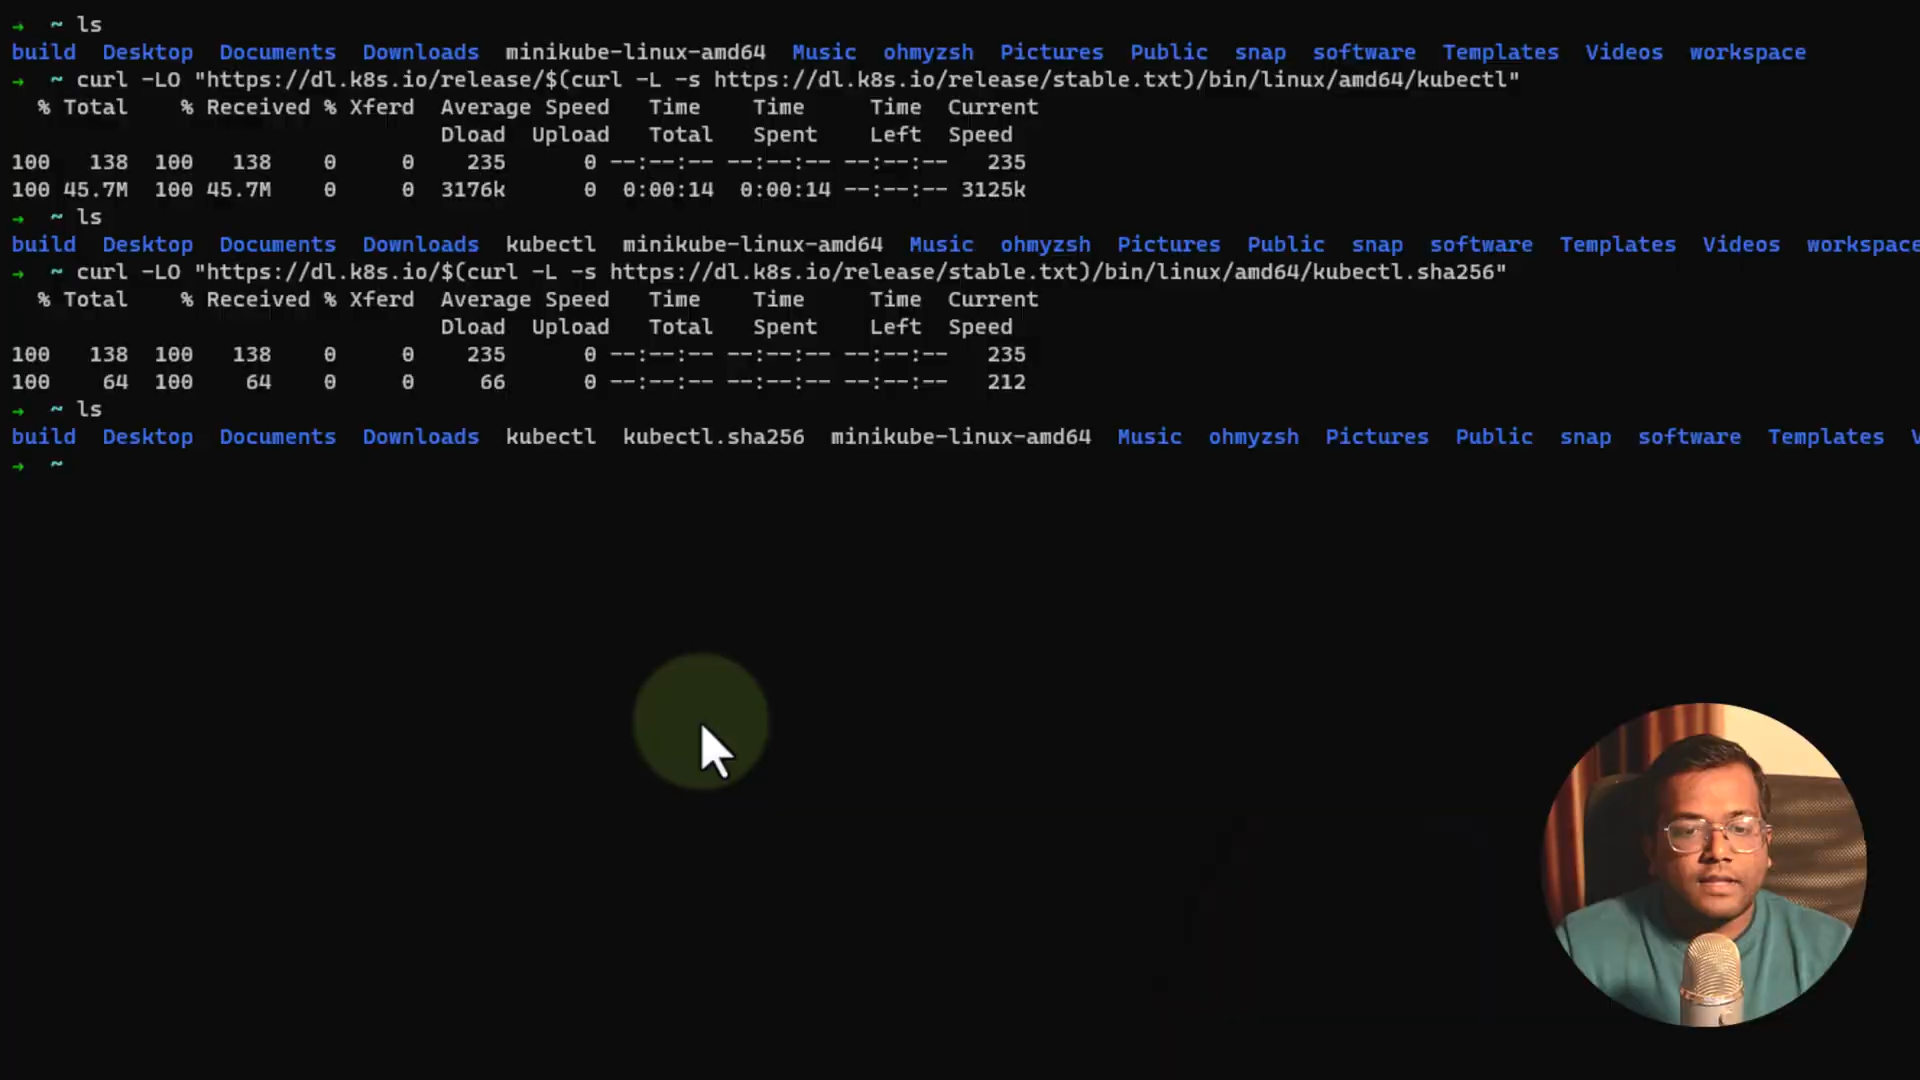 → ~ ls
build Desktop Documents Downloads minikube-linux-amd64 Music ohmyzsh Pictures Public snap software Templates Videos workspace
→ ~ curl -LO "https://dl.k8s.io/release/$(curl -L -s https://dl.k8s.io/release/stable.txt)/bin/linux/amd64/kubectl"
% Total % Received % Xferd Average Speed Time Time Time Current
Dload Upload Total Spent Left Speed
100 138 100 138 0 0 235 0 --:--:-- --:--:-- --:--:-- 235
100 45.7M 100 45.7M 0 0 3176k 0 0:00:14 0:00:14 --:--:-- 3125k
→ ~ ls
build Desktop Documents Downloads kubectl minikube-linux-amd64 Music ohmyzsh Pictures Public snap software Templates Videos workspace
→ ~ curl -LO "https://dl.k8s.io/$(curl -L -s https://dl.k8s.io/release/stable.txt)/bin/linux/amd64/kubectl.sha256"
% Total % Received % Xferd Average Speed Time Time Time Current
Dload Upload Total Spent Left Speed
100 138 100 138 0 0 235 0 --:--:-- --:--:-- --:--:-- 235
100 64 100 64 0 0 66 0 --:--:-- --:--:-- --:--:-- 212
→ ~ ls
build Desktop Documents Downloads kubectl kubectl.sha256 minikube-linux-amd64 Music ohmyzsh Pictures Public snap software Templates
→ ~